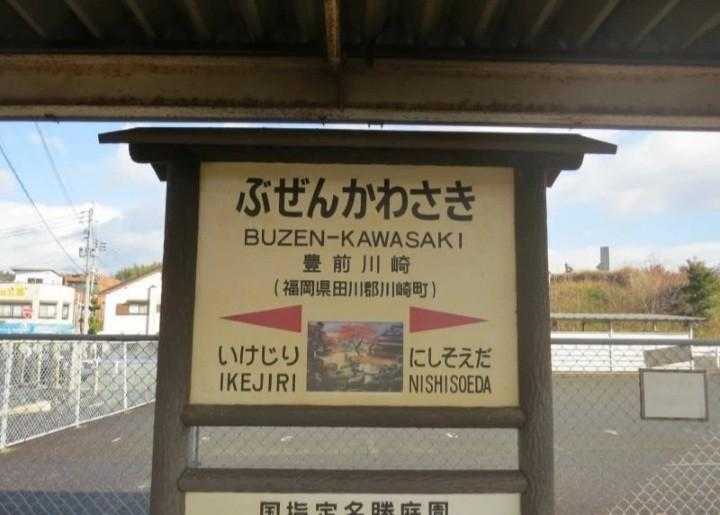 ぶぜんかわさき
BUZEN-KAWASAKI
豊前川崎
(福岡県田川郡川崎町)
いけじり にしそえだ
IKEJIRI NISHISOEDA
国指定名勝庭園